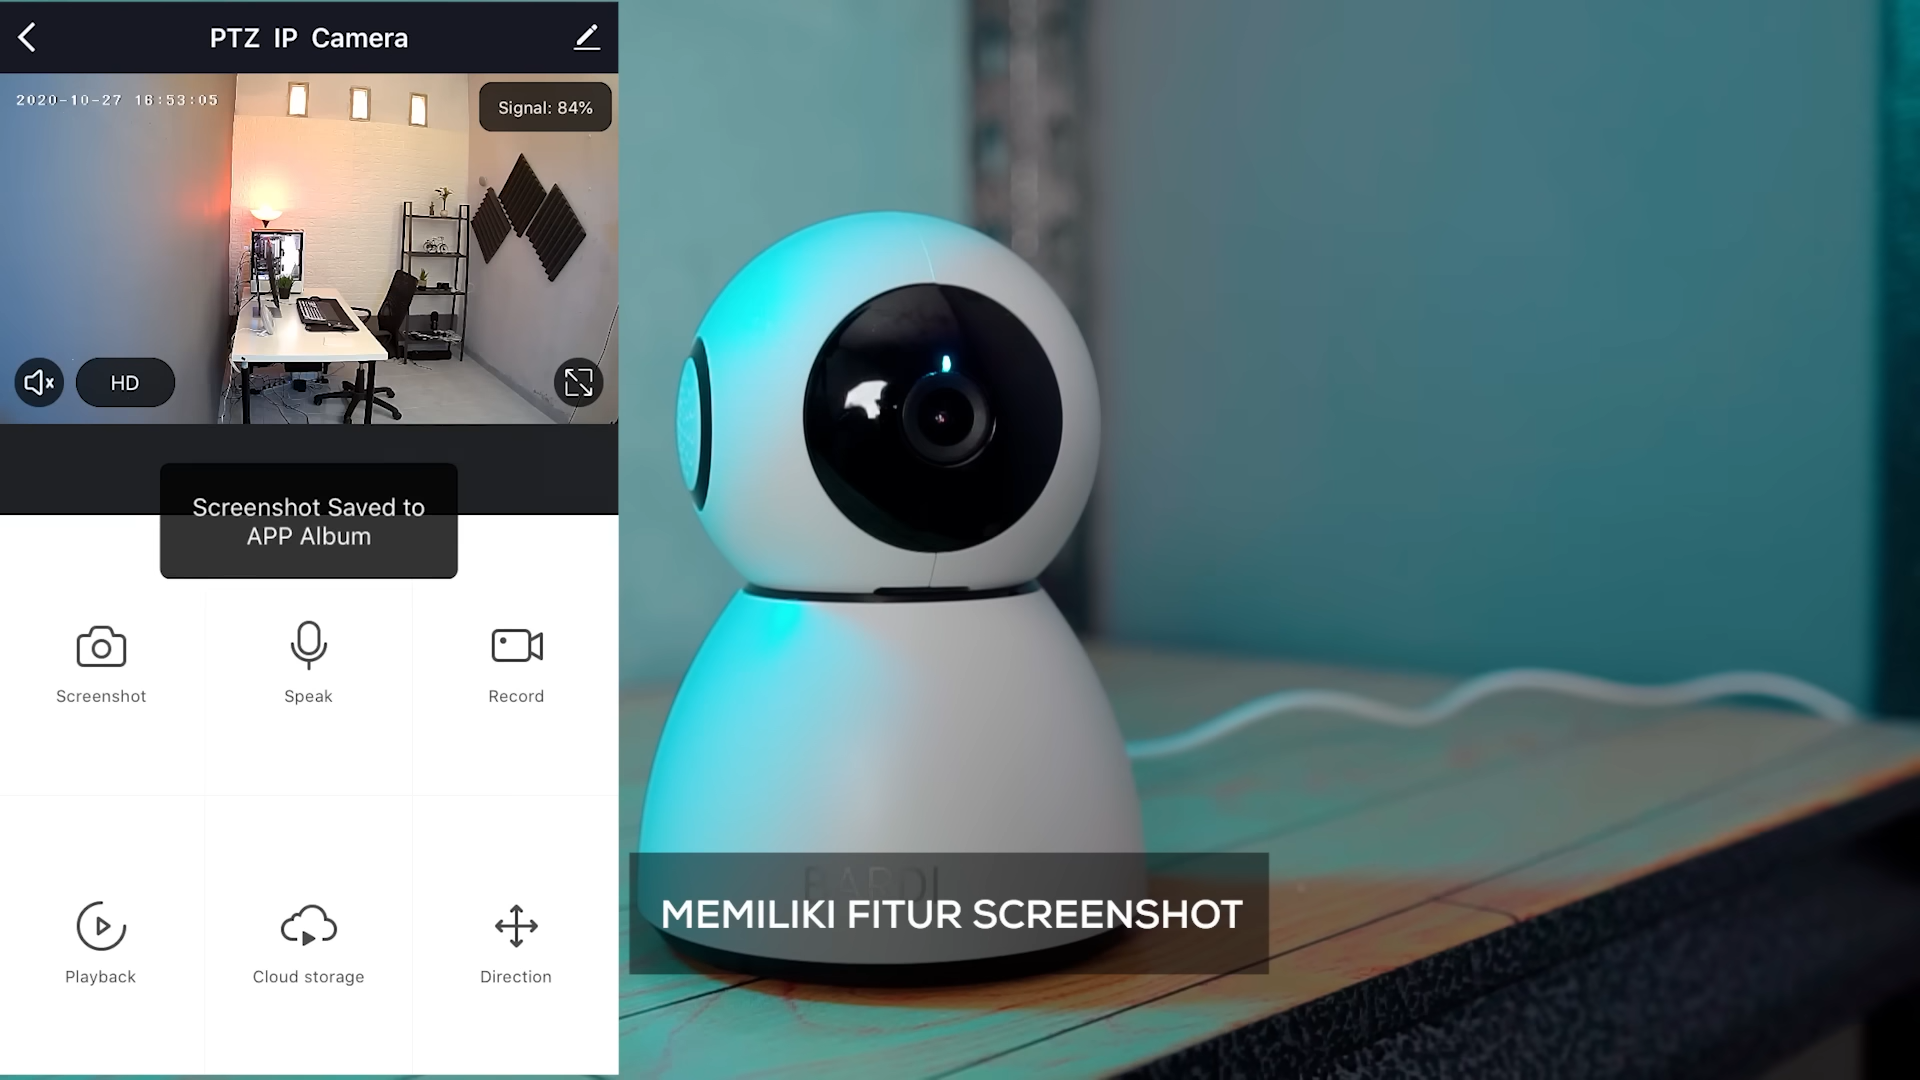 PTZ IP Camera
2020-10-27 16:53:05
Signal: 84%
HD
Screenshot Saved to
APP Album
Screenshot
Speak
Record
Playback
Cloud storage
Direction
BARDI
MEMILIKI FITUR SCREENSHOT